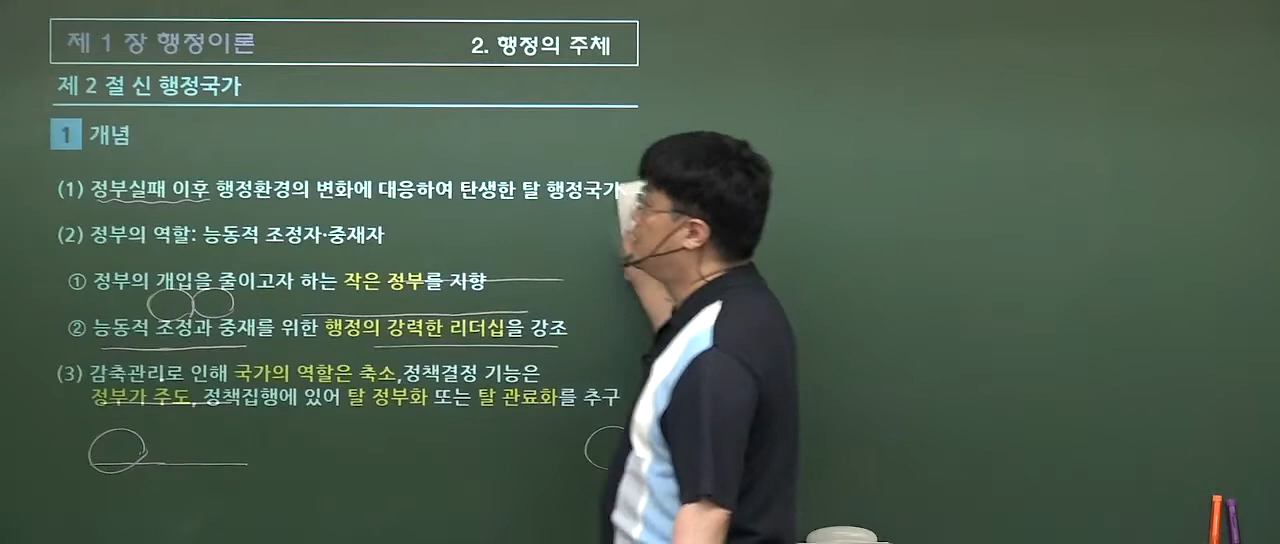 제 1 장 행정이론
2. 행정의 주체
제 2 절 신 행정국가
1 개념
(1) 정부실패 이후 행정환경의 변화에 대응하여 탄생한 탈 행정국가
(2) 정부의 역할: 능동적 조정자·중재자
① 정부의 개입을 줄이고자 하는 작은 정부를 지향
② 능동적 조정과 중재를 위한 행정의 강력한 리더십을 강조
(3) 감축관리로 인해 국가의 역할은 축소,정책결정 기능은
정부가 주도, 정책집행에 있어 탈 정부화 또는 탈 관료화를 추구